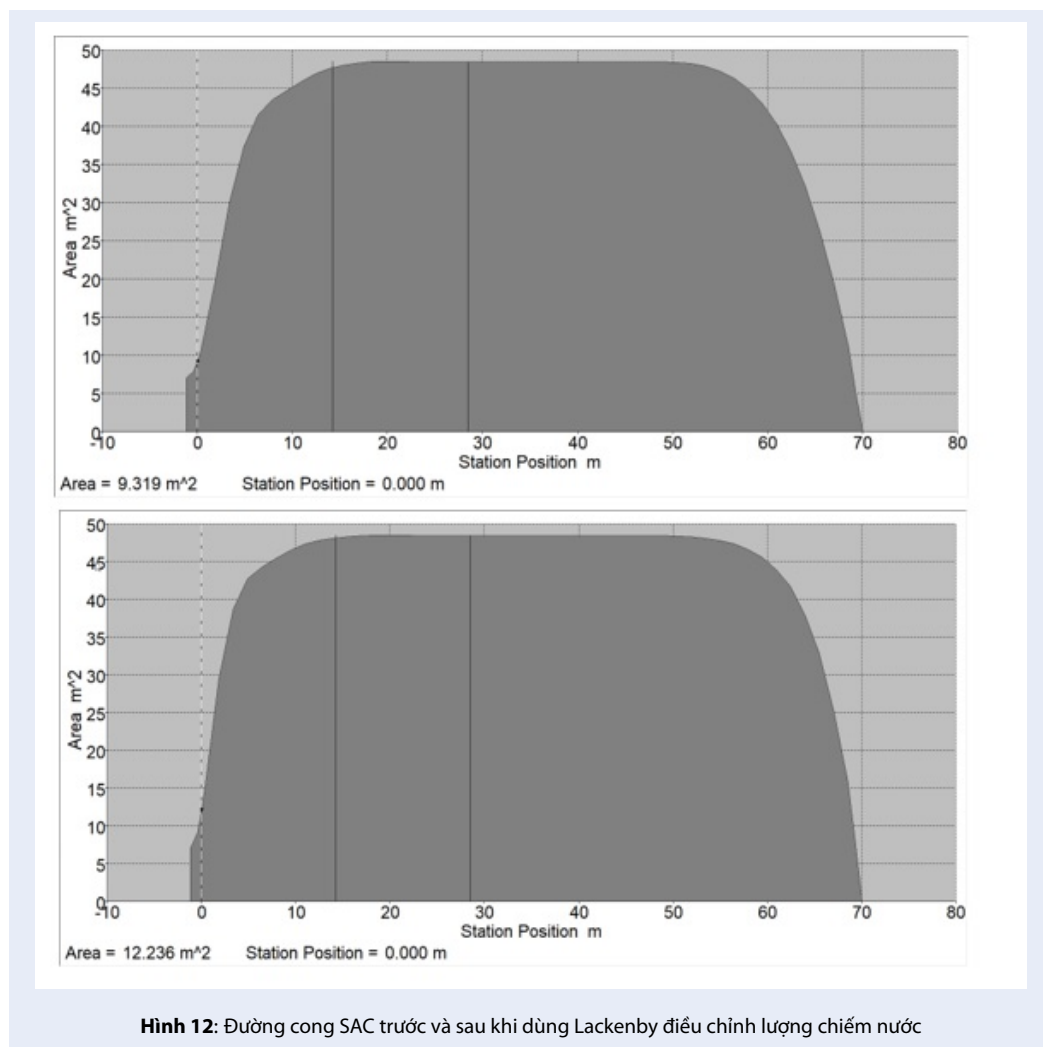 50
45
40
35
30
25
20
15
10
5
0
Area m^2
-10 0 10 20 30 40 50 60 70 80
Station Position m
Area = 9.319 m^2 Station Position = 0.000 m
50
45
40
35
30
25
20
15
10
5
0
Area m^2
-10 0 10 20 30 40 50 60 70 80
Station Position m
Area = 12.236 m^2 Station Position = 0.000 m
Hình 12: Đường cong SAC trước và sau khi dùng Lackenby điều chỉnh lượng chiếm nước